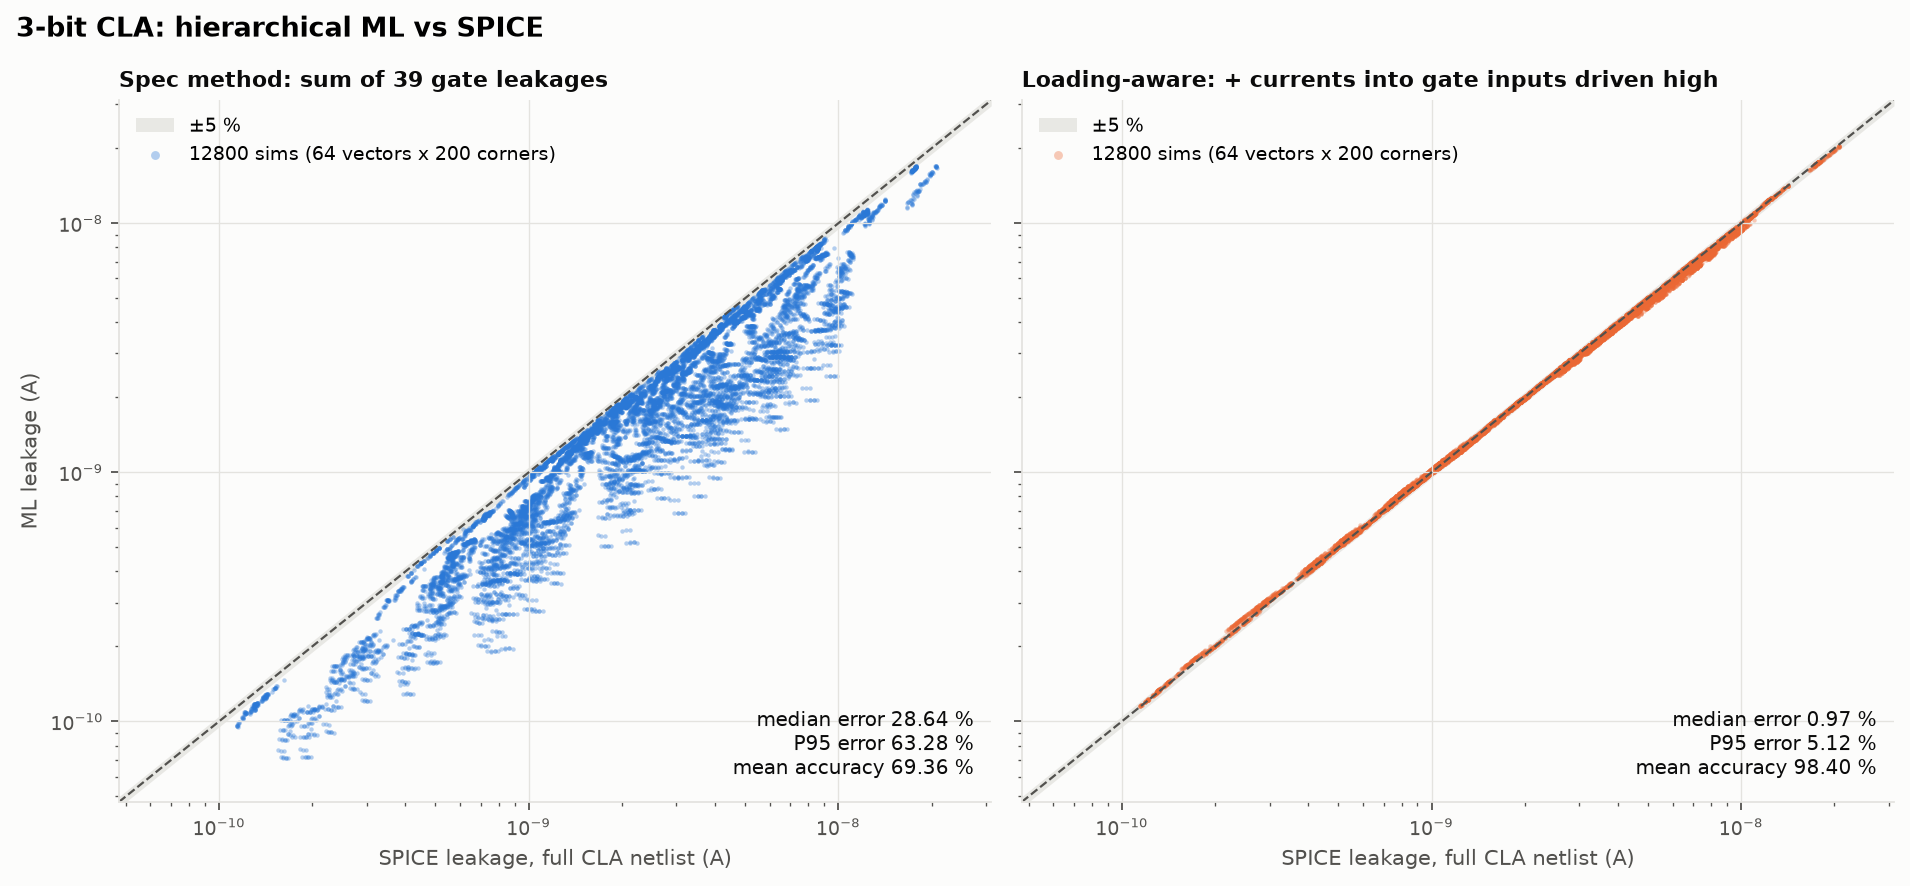 3-bit CLA: hierarchical ML vs SPICE
Spec method: sum of 39 gate leakages
±5 %
12800 sims (64 vectors x 200 corners)
10⁻⁸
10⁻⁹
10⁻¹⁰
ML leakage (A)
median error 28.64 %
P95 error 63.28 %
mean accuracy 69.36 %
10⁻¹⁰
10⁻⁹
10⁻⁸
SPICE leakage, full CLA netlist (A)
Loading-aware: + currents into gate inputs driven high
±5 %
12800 sims (64 vectors x 200 corners)
median error 0.97 %
P95 error 5.12 %
mean accuracy 98.40 %
10⁻¹⁰
10⁻⁹
10⁻⁸
SPICE leakage, full CLA netlist (A)